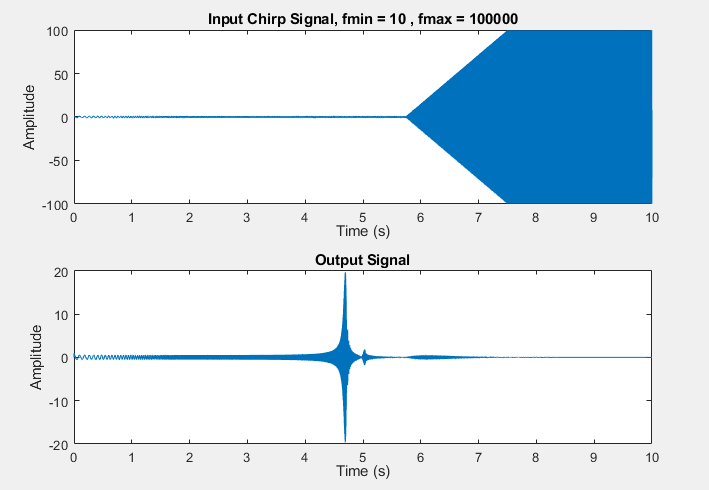 Input Chirp Signal, fmin = 10 , fmax = 100000
Amplitude
100
50
0
-50
-100
0 1 2 3 4 5 6 7 8 9 10
Time (s)
Output Signal
Amplitude
20
10
0
-10
-20
0 1 2 3 4 5 6 7 8 9 10
Time (s)